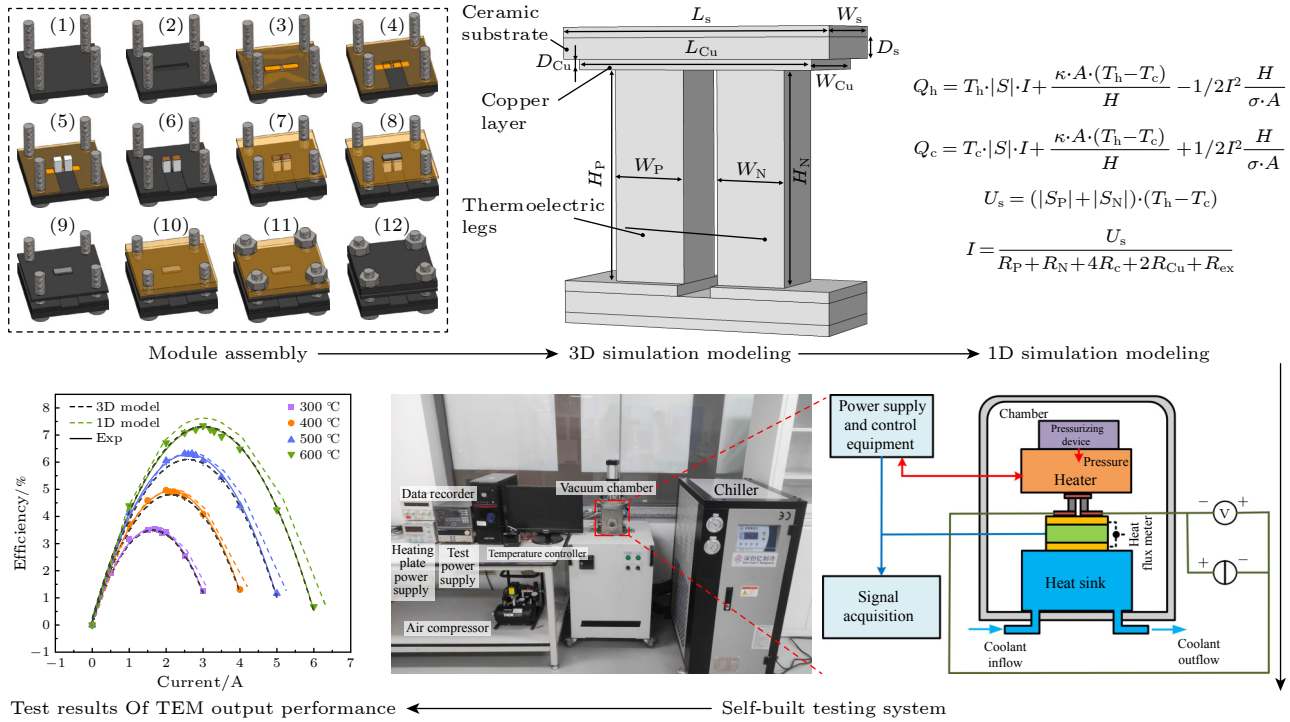 (1)
(2)
(3)
(4)
(5)
(6)
(7)
(8)
(9)
(10)
(11)
(12)
Ceramic
substrate
L_s
W_s
D_s
L_Cu
D_Cu
W_Cu
Copper
layer
H_P
W_P
W_N
H_N
Thermoelectric
legs
Q_h = T_h·|S|·I + κ·A·(T_h−T_c)/H −1/2I² H/(σ·A)
Q_c = T_c·|S|·I + κ·A·(T_h−T_c)/H +1/2I² H/(σ·A)
U_s = (|S_P|+|S_N|)·(T_h−T_c)
I = U_s/(R_P+R_N+4R_c+2R_Cu+R_ex)
Module assembly
3D simulation modeling
1D simulation modeling
Efficiency/%
8
7
6
5
4
3
2
1
0
−1
−1 0 1 2 3 4 5 6 7
Current/A
3D model
1D model
Exp
300 ℃
400 ℃
500 ℃
600 ℃
Data recorder
Vacuum chamber
Chiller
Heating
plate
power
supply
Test
power
supply
Temperature controller
Air compressor
Power supply
and control
equipment
Signal
acquisition
Chamber
Pressurizing
device
Pressure
Heater
Heat
flux meter
Heat sink
Coolant
inflow
Coolant
outflow
− V +
+ −
Test results Of TEM output performance
Self-built testing system